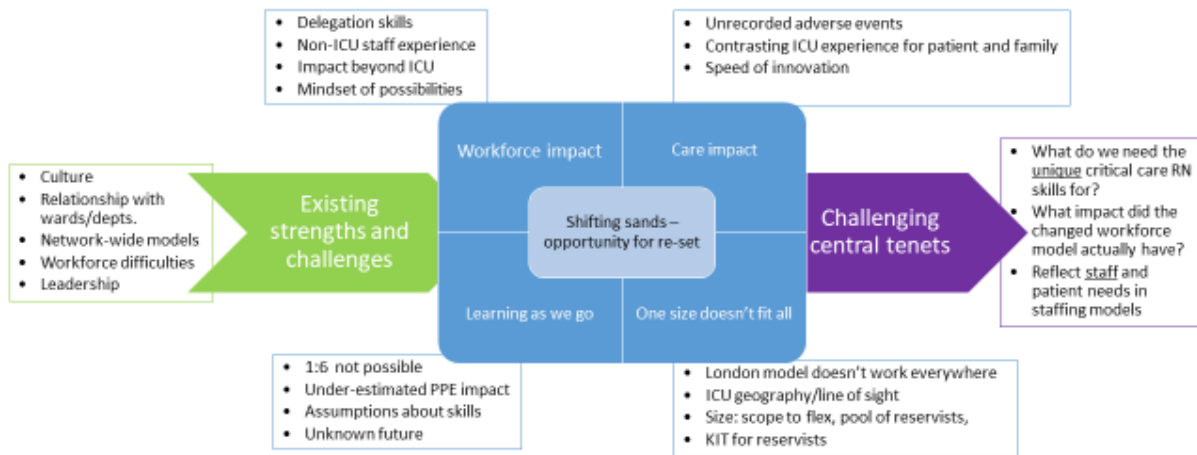 • Delegation skills
• Non-ICU staff experience
• Impact beyond ICU
• Mindset of possibilities
• Unrecorded adverse events
• Contrasting ICU experience for patient and family
• Speed of innovation
• Culture
• Relationship with
wards/depts.
• Network-wide models
• Workforce difficulties
• Leadership
Existing
strengths and
challenges
Workforce impact
Care impact
Shifting sands –
opportunity for re-set
Learning as we go
One size doesn't fit all
Challenging
central tenets
• What do we need the
unique critical care RN
skills for?
• What impact did the
changed workforce
model actually have?
• Reflect staff and
patient needs in
staffing models
• 1:6 not possible
• Under-estimated PPE impact
• Assumptions about skills
• Unknown future
• London model doesn't work everywhere
• ICU geography/line of sight
• Size: scope to flex, pool of reservists,
• KIT for reservists